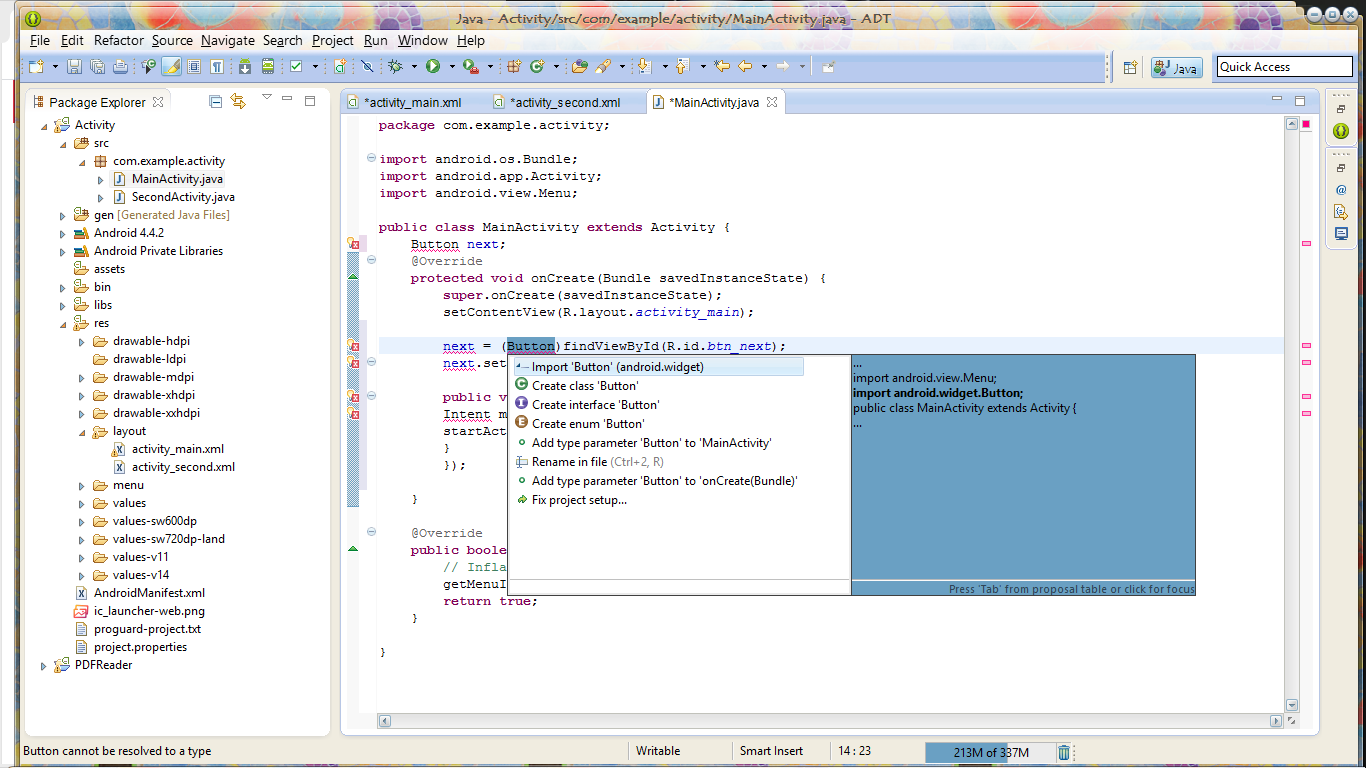 Java - Activity/src/com/example/activity/MainActivity.java - ADT
File Edit Refactor Source Navigate Search Project Run Window Help
Java
Quick Access
Package Explorer
*activity_main.xml
*activity_second.xml
*MainActivity.java
Activity
src
com.example.activity
MainActivity.java
SecondActivity.java
gen [Generated Java Files]
Android 4.4.2
Android Private Libraries
assets
bin
libs
res
drawable-hdpi
drawable-ldpi
drawable-mdpi
drawable-xhdpi
drawable-xxhdpi
layout
activity_main.xml
activity_second.xml
menu
values
values-sw600dp
values-sw720dp-land
values-v11
values-v14
AndroidManifest.xml
ic_launcher-web.png
proguard-project.txt
project.properties
PDFReader
package com.example.activity;
import android.os.Bundle;
import android.app.Activity;
import android.view.Menu;
public class MainActivity extends Activity {
Button next;
@Override
protected void onCreate(Bundle savedInstanceState) {
super.onCreate(savedInstanceState);
setContentView(R.layout.activity_main);
next = (Button)findViewById(R.id.btn_next);
next.set
public v
Intent m
startAct
}
});
}
@Override
public boole
// Infla
getMenuI
return true;
}
}
Import 'Button' (android.widget)
Create class 'Button'
Create interface 'Button'
Create enum 'Button'
Add type parameter 'Button' to 'MainActivity'
Rename in file (Ctrl+2, R)
Add type parameter 'Button' to 'onCreate(Bundle)'
Fix project setup...
...
import android.view.Menu;
import android.widget.Button;
public class MainActivity extends Activity {
...
Press 'Tab' from proposal table or click for focus
Button cannot be resolved to a type
Writable
Smart Insert
14 : 23
213M of 337M